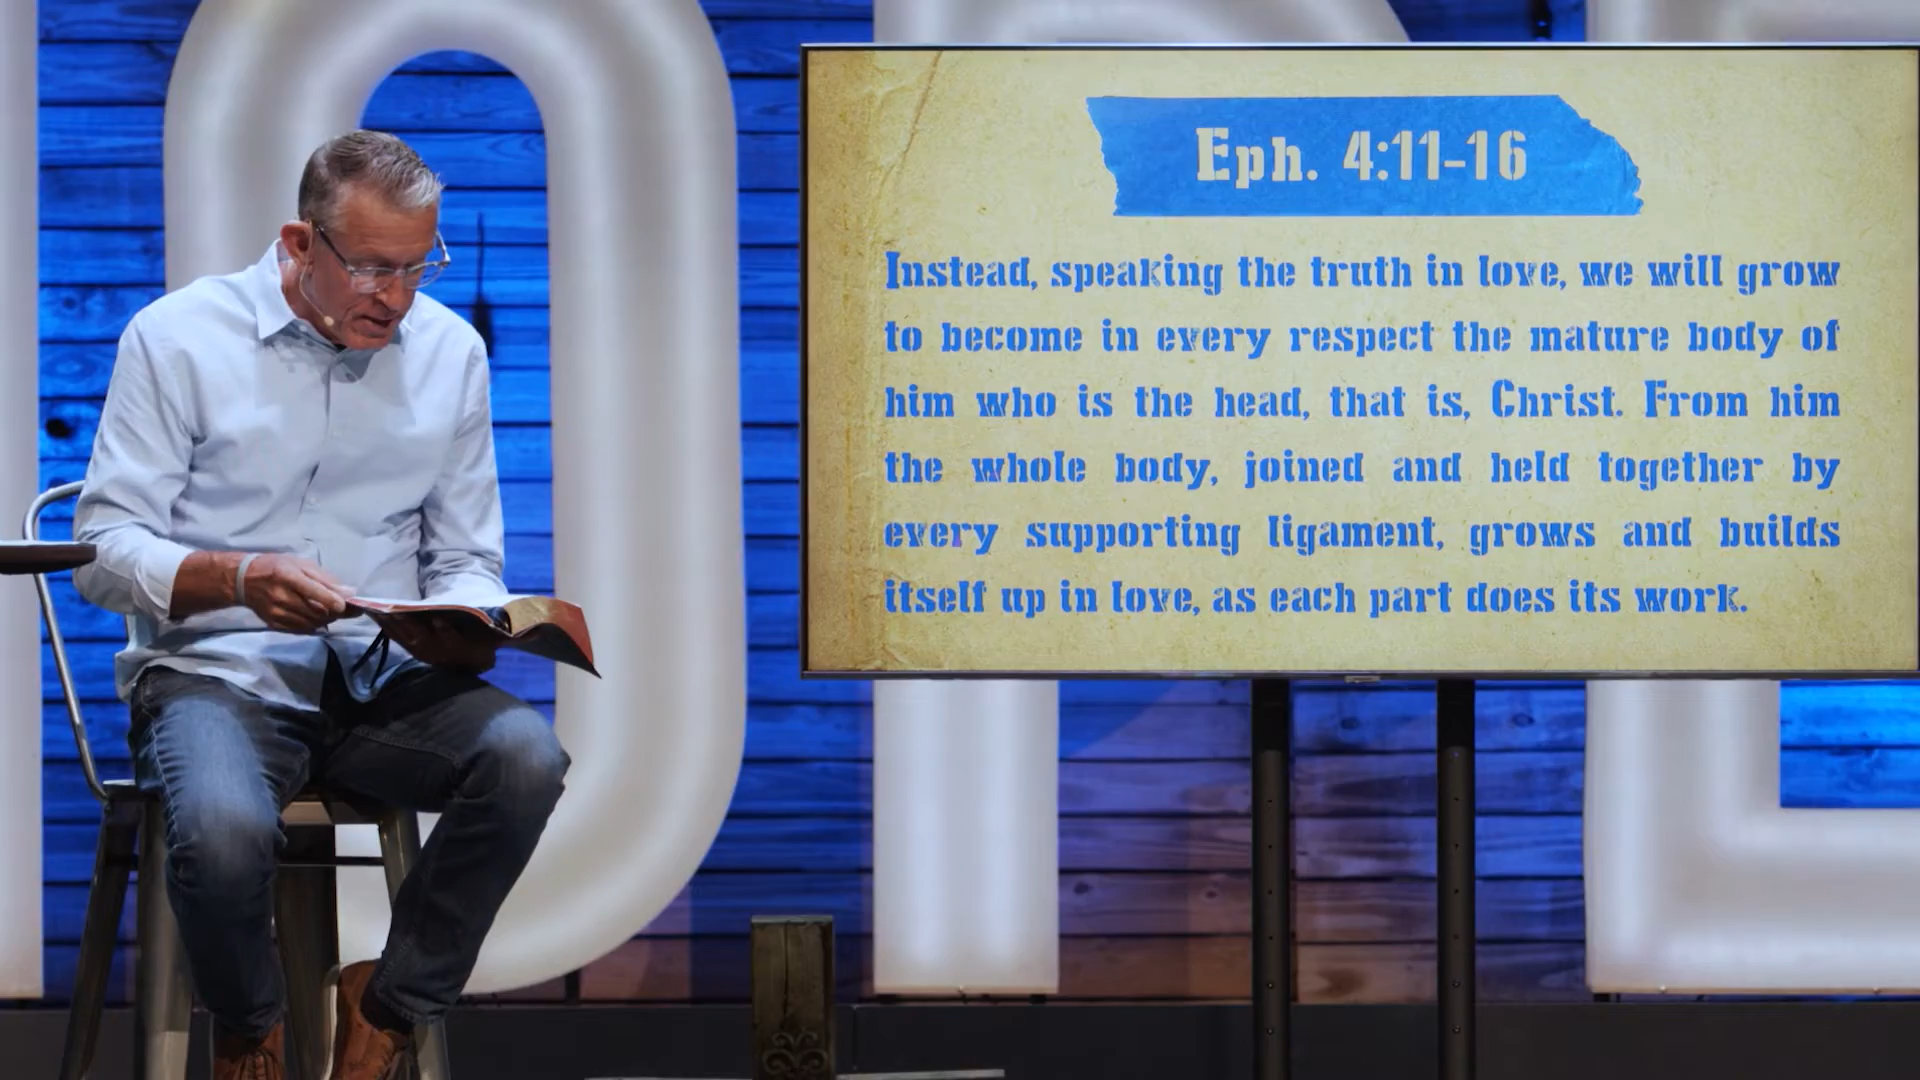 Eph. 4:11-16
Instead, speaking the truth in love, we will grow
to become in every respect the mature body of
him who is the head, that is, Christ. From him
the whole body, joined and held together by
every supporting ligament, grows and builds
itself up in love, as each part does its work.